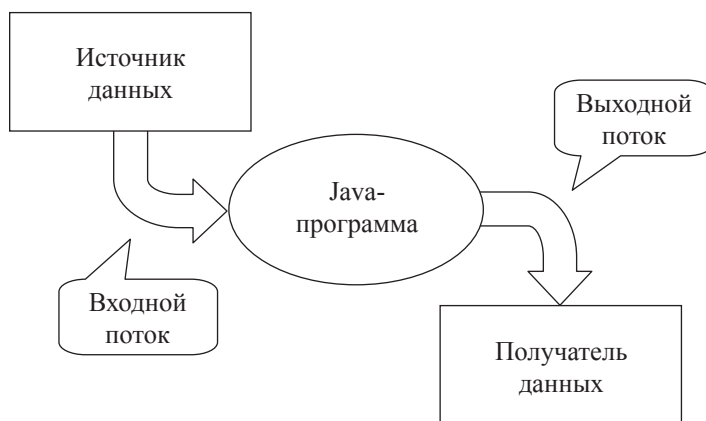 Источник
данных
Выходной
поток
Java-
программа
Входной
поток
Получатель
данных